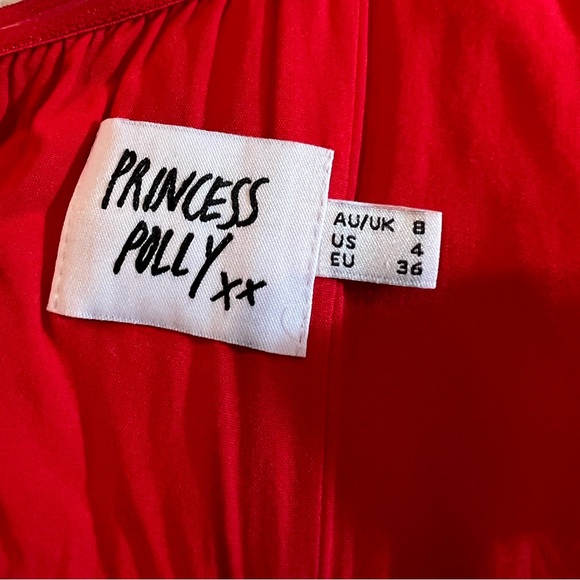 PRINCESS
POLLY xx
AU/UK 8
US 4
EU 36